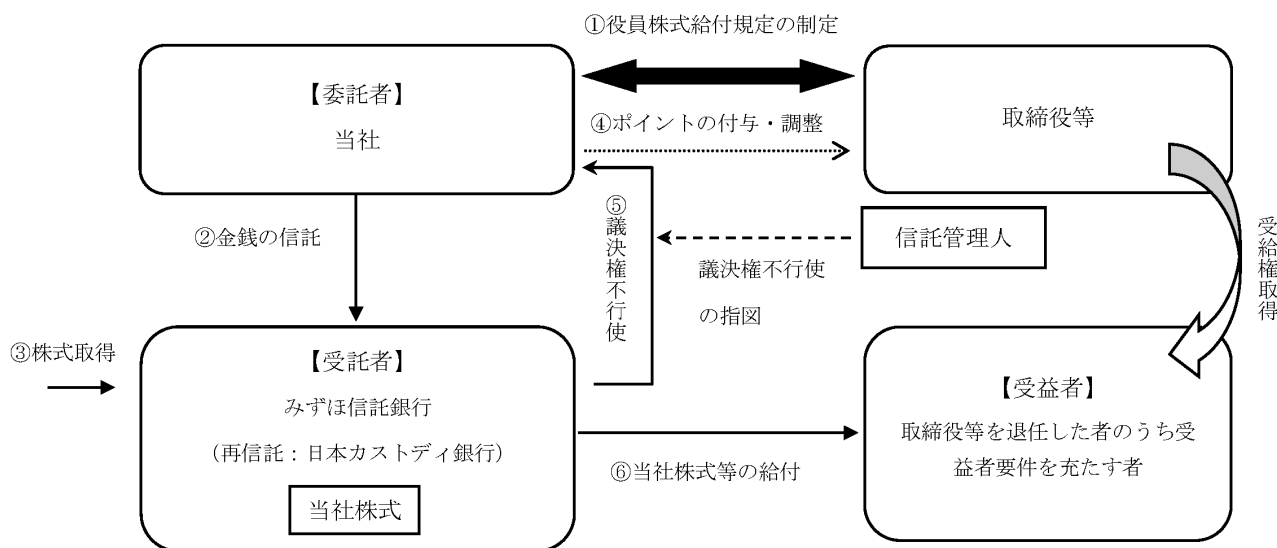 ①役員株式給付規定の制定
【委託者】
当社
取締役等
④ポイントの付与・調整
②金銭の信託
⑤議決権不行使
信託管理人
議決権不行使
の指図
受給権取得
③株式取得
【受託者】
みずほ信託銀行
(再信託：日本カストディ銀行)
当社株式
⑥当社株式等の給付
【受益者】
取締役等を退任した者のうち受
益者要件を充たす者